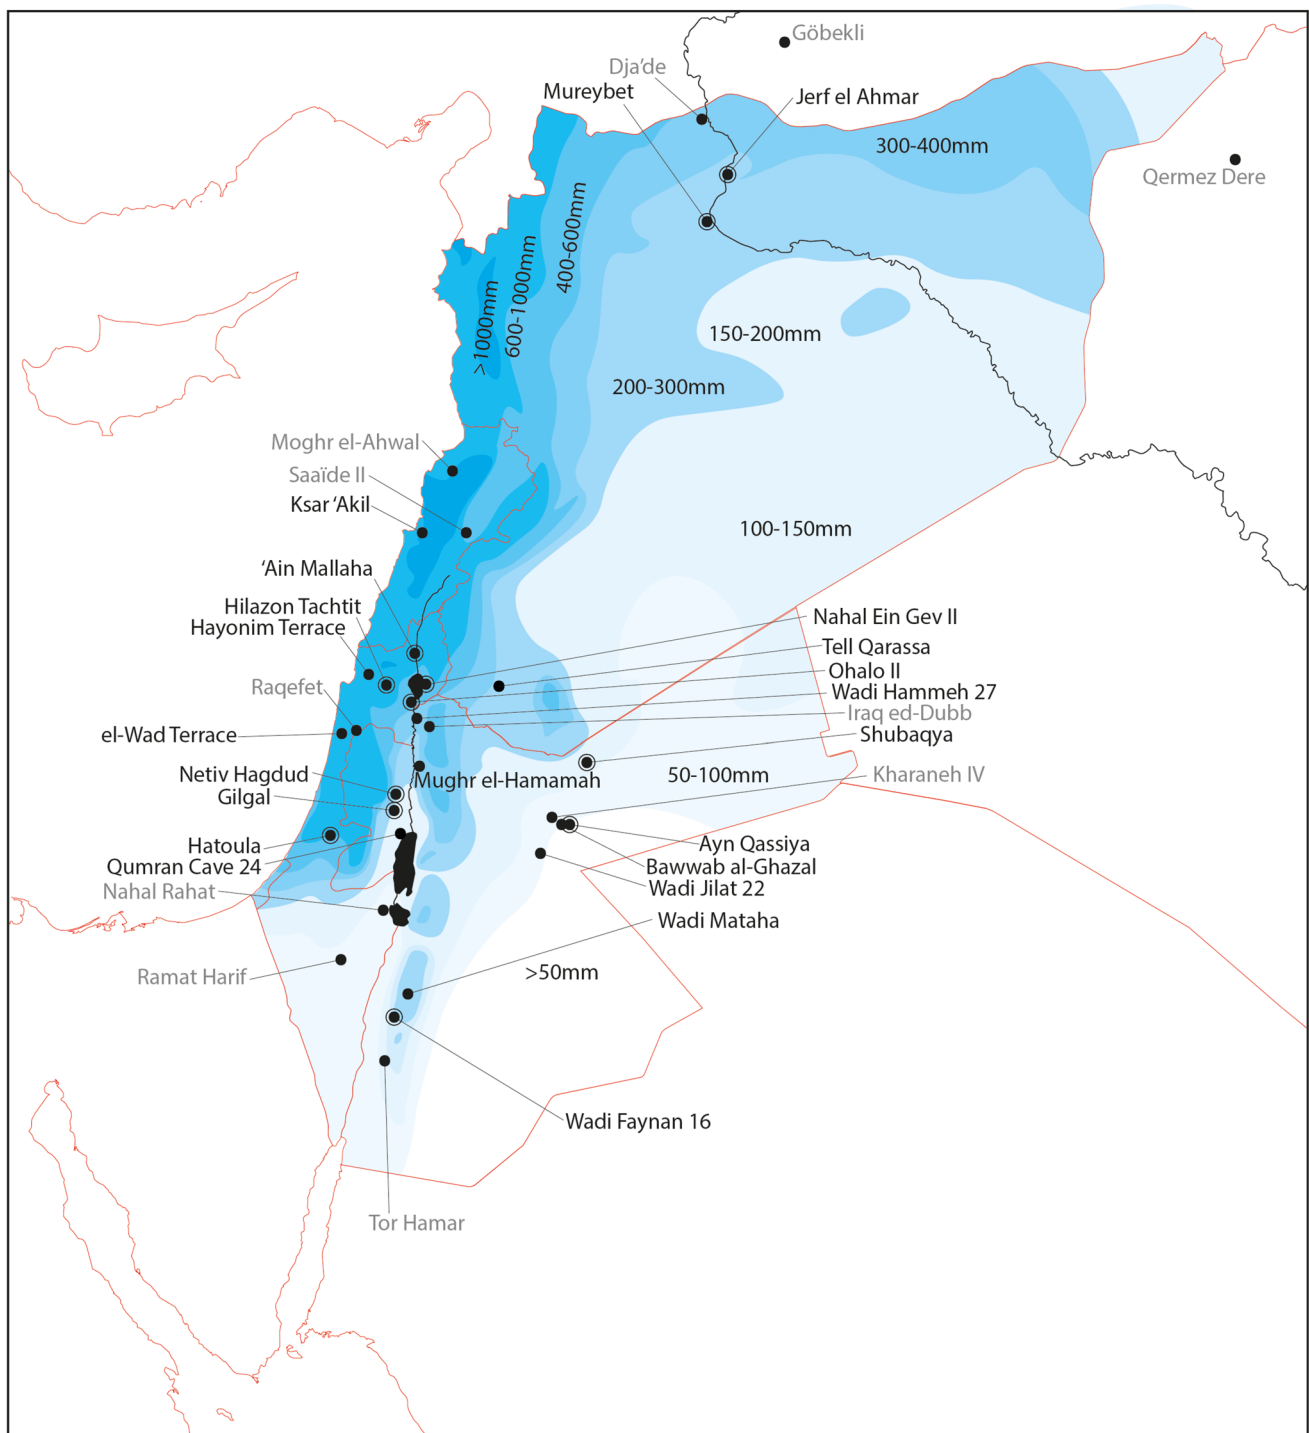 Göbekli
Dja'de
Mureybet
Jerf el Ahmar
300-400mm
Qermez Dere
400-600mm
600-1000mm
>1000mm
150-200mm
200-300mm
Moghr el-Ahwal
Saaïde II
Ksar ‘Akil
100-150mm
‘Ain Mallaha
Hilazon Tachtit
Hayonim Terrace
Nahal Ein Gev II
Tell Qarassa
Ohalo II
Raqefet
Wadi Hammeh 27
Iraq ed-Dubb
el-Wad Terrace
Shubaqya
Netiv Hagdud
Mughr el-Hamamah
50-100mm
Kharaneh IV
Gilgal
Hatoula
Ayn Qassiya
Qumran Cave 24
Bawwab al-Ghazal
Nahal Rahat
Wadi Jilat 22
Wadi Mataha
Ramat Harif
>50mm
Wadi Faynan 16
Tor Hamar